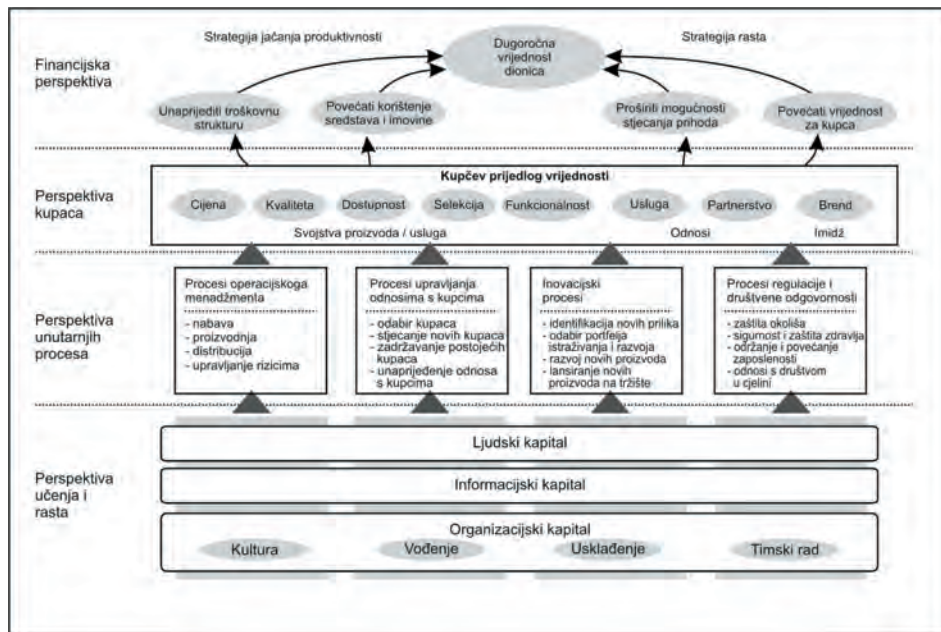 Strategija jačanja produktivnosti
Strategija rasta
Financijska
perspektiva
Dugoročna
vrijednost
dionica
Unaprijediti troškovnu
strukturu
Povećati korištenje
sredstava i imovine
Proširiti mogućnosti
stjecanja prihoda
Povećati vrijednost
za kupca
Perspektiva
kupaca
Kupčev prijedlog vrijednosti
Cijena
Kvaliteta
Dostupnost
Selekcija
Funkcionalnost
Usluga
Partnerstvo
Brend
Svojstva proizvoda / usluga
Odnosi
Imidž
Perspektiva
unutarnjih
procesa
Procesi operacijskoga
menadžmenta
- nabava
- proizvodnja
- distribucija
- upravljanje rizicima
Procesi upravljanja
odnosima s kupcima
- odabir kupaca
- stjecanje novih kupaca
- zadržavanje postojećih
kupaca
- unaprijeđenje odnosa
s kupcima
Inovacijski
procesi
- identifikacija novih prilika
- odabir portfelja
istraživanja i razvoja
- razvoj novih proizvoda
- lansiranje novih
proizvoda na tržište
Procesi regulacije i
društvene odgovornosti
- zaštita okoliša
- sigurnost i zaštita zdravlja
- održanje i povećanje
zaposlenosti
- odnosi s društvom
u cjelini
Perspektiva
učenja i
rasta
Ljudski kapital
Informacijski kapital
Organizacijski kapital
Kultura
Vođenje
Usklađenje
Timski rad